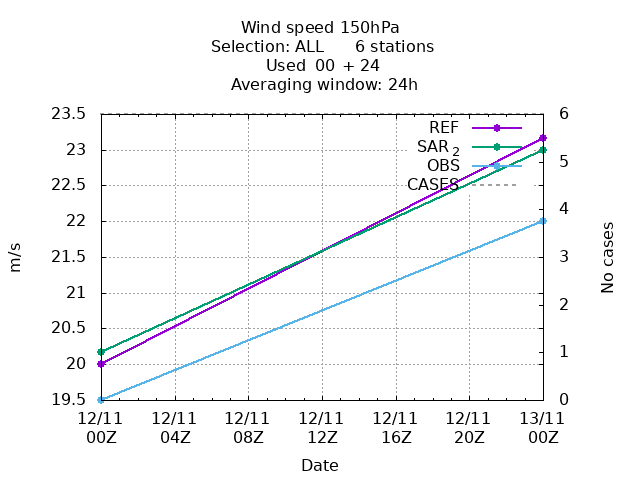 Wind speed 150hPa
Selection: ALL 6 stations
Used 00 + 24
Averaging window: 24h
23.5
23
22.5
22
21.5
21
20.5
20
19.5
m/s
6
5
4
3
2
1
0
No cases
REF
SAR 2
OBS
CASES
12/11 12/11 12/11 12/11 12/11 12/11 13/11
00Z 04Z 08Z 12Z 16Z 20Z 00Z
Date